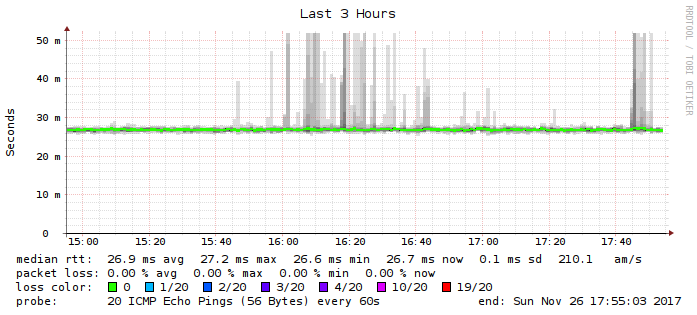 Last 3 Hours
RRDTOOL / TOBI OETIKER
Seconds
50 m
40 m
30 m
20 m
10 m
0
15:00 15:20 15:40 16:00 16:20 16:40 17:00 17:20 17:40
median rtt: 26.9 ms avg 27.2 ms max 26.6 ms min 26.7 ms now 0.1 ms sd 210.1 am/s
packet loss: 0.00 % avg 0.00 % max 0.00 % min 0.00 % now
loss color: 0 1/20 2/20 3/20 4/20 10/20 19/20
probe: 20 ICMP Echo Pings (56 Bytes) every 60s end: Sun Nov 26 17:55:03 2017